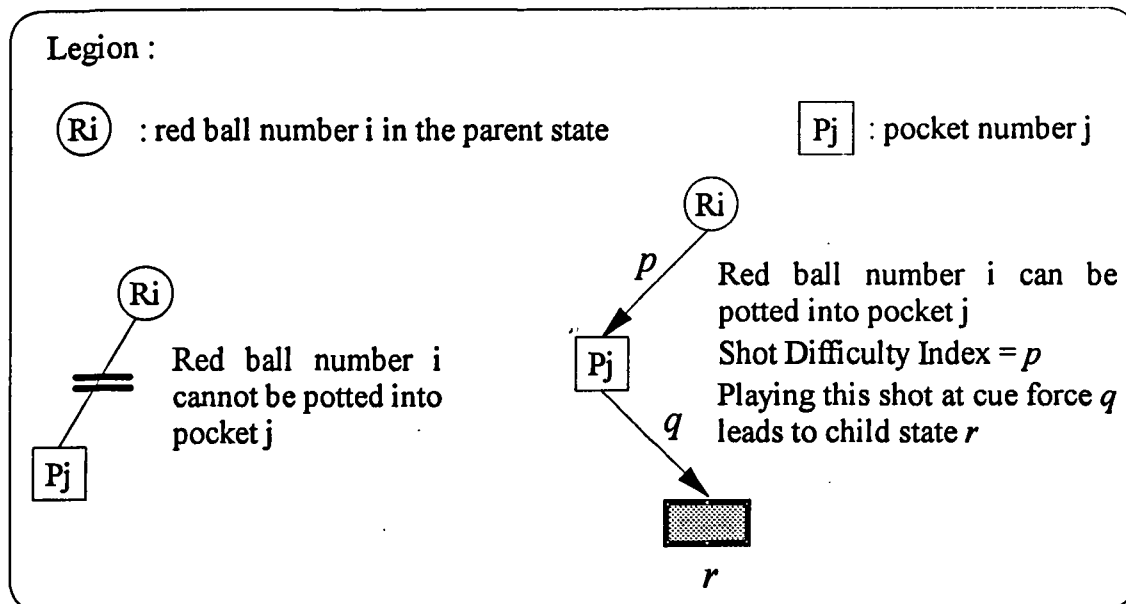 Legion :
Ri : red ball number i in the parent state
Pj : pocket number j
Ri
Red ball number i
cannot be potted into
pocket j
Pj
Ri
p
Pj
Red ball number i can be
potted into pocket j
Shot Difficulty Index = p
Playing this shot at cue force q
leads to child state r
q
r